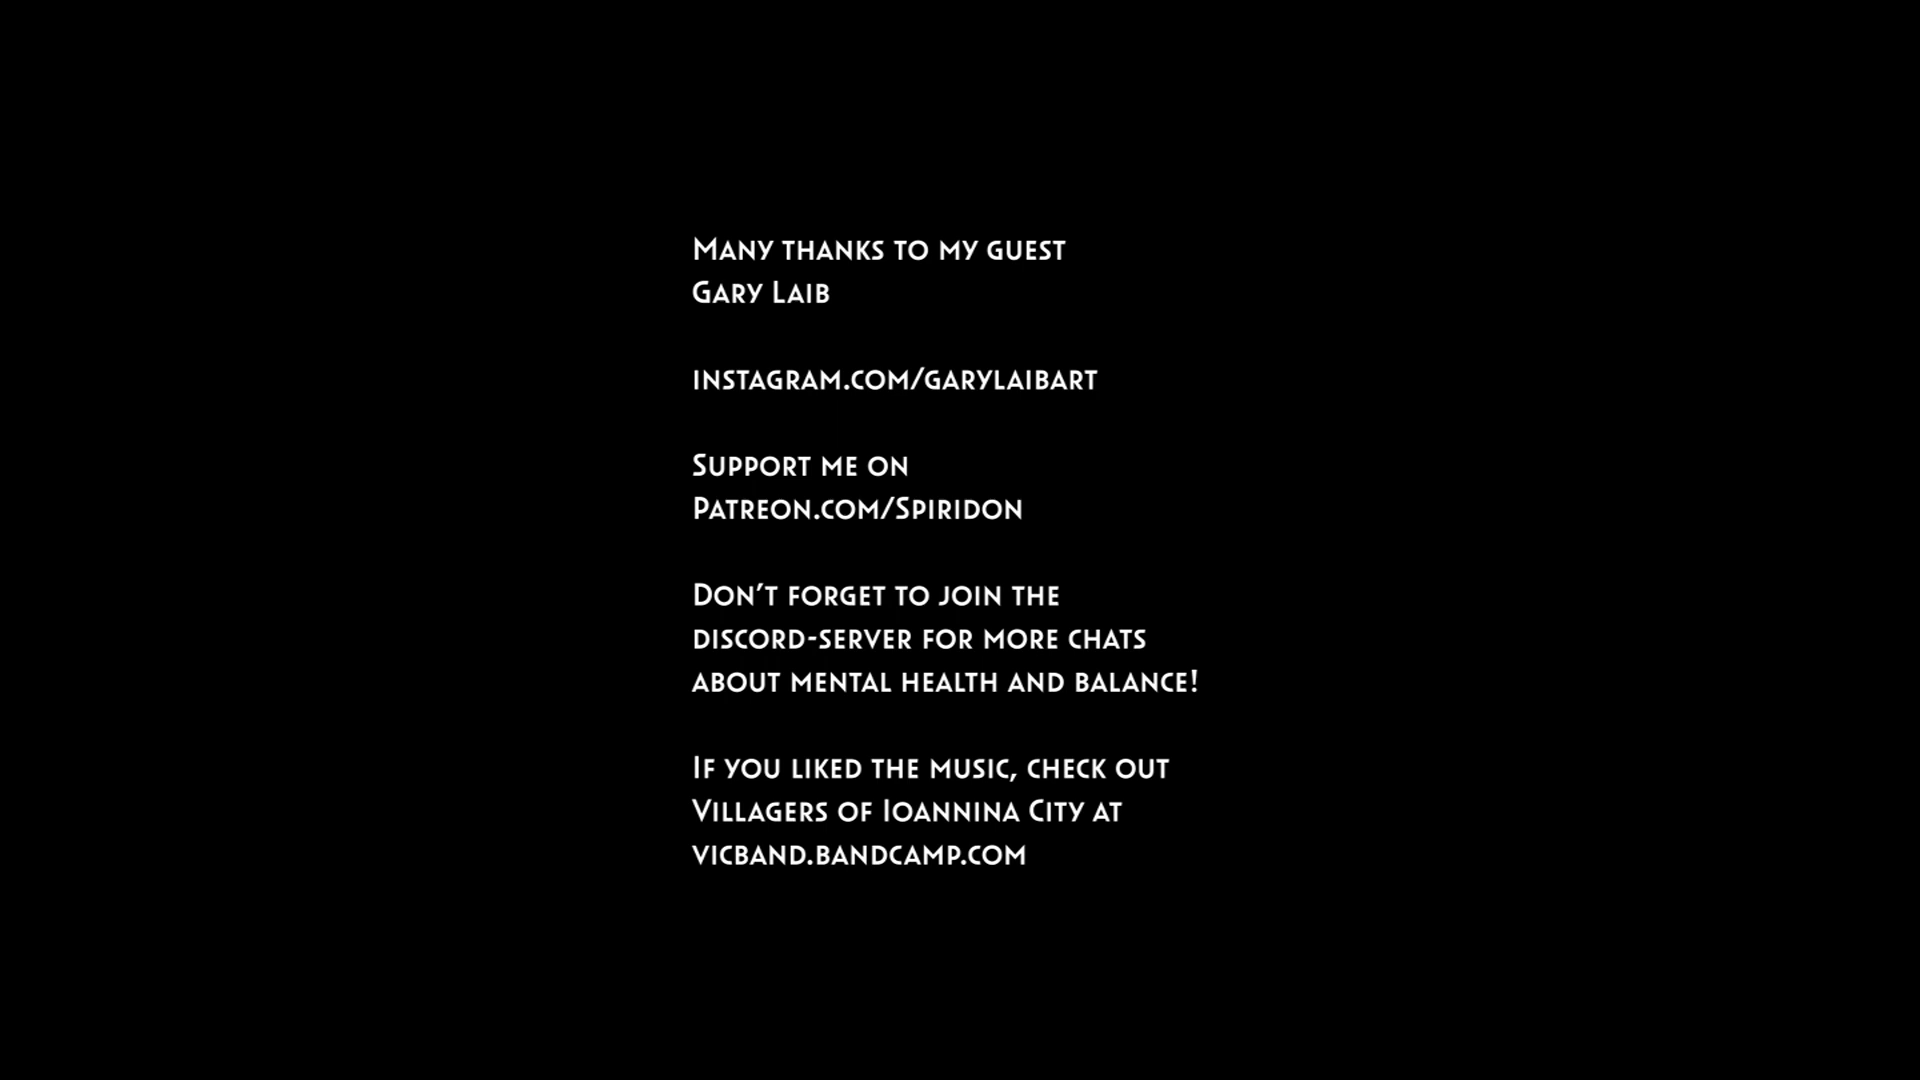 Many thanks to my guest
Gary Laib
instagram.com/garylaibart
Support me on
Patreon.com/Spiridon
Don’t forget to join the
discord-server for more chats
about mental health and balance!
If you liked the music, check out
Villagers of Ioannina City at
vicband.bandcamp.com